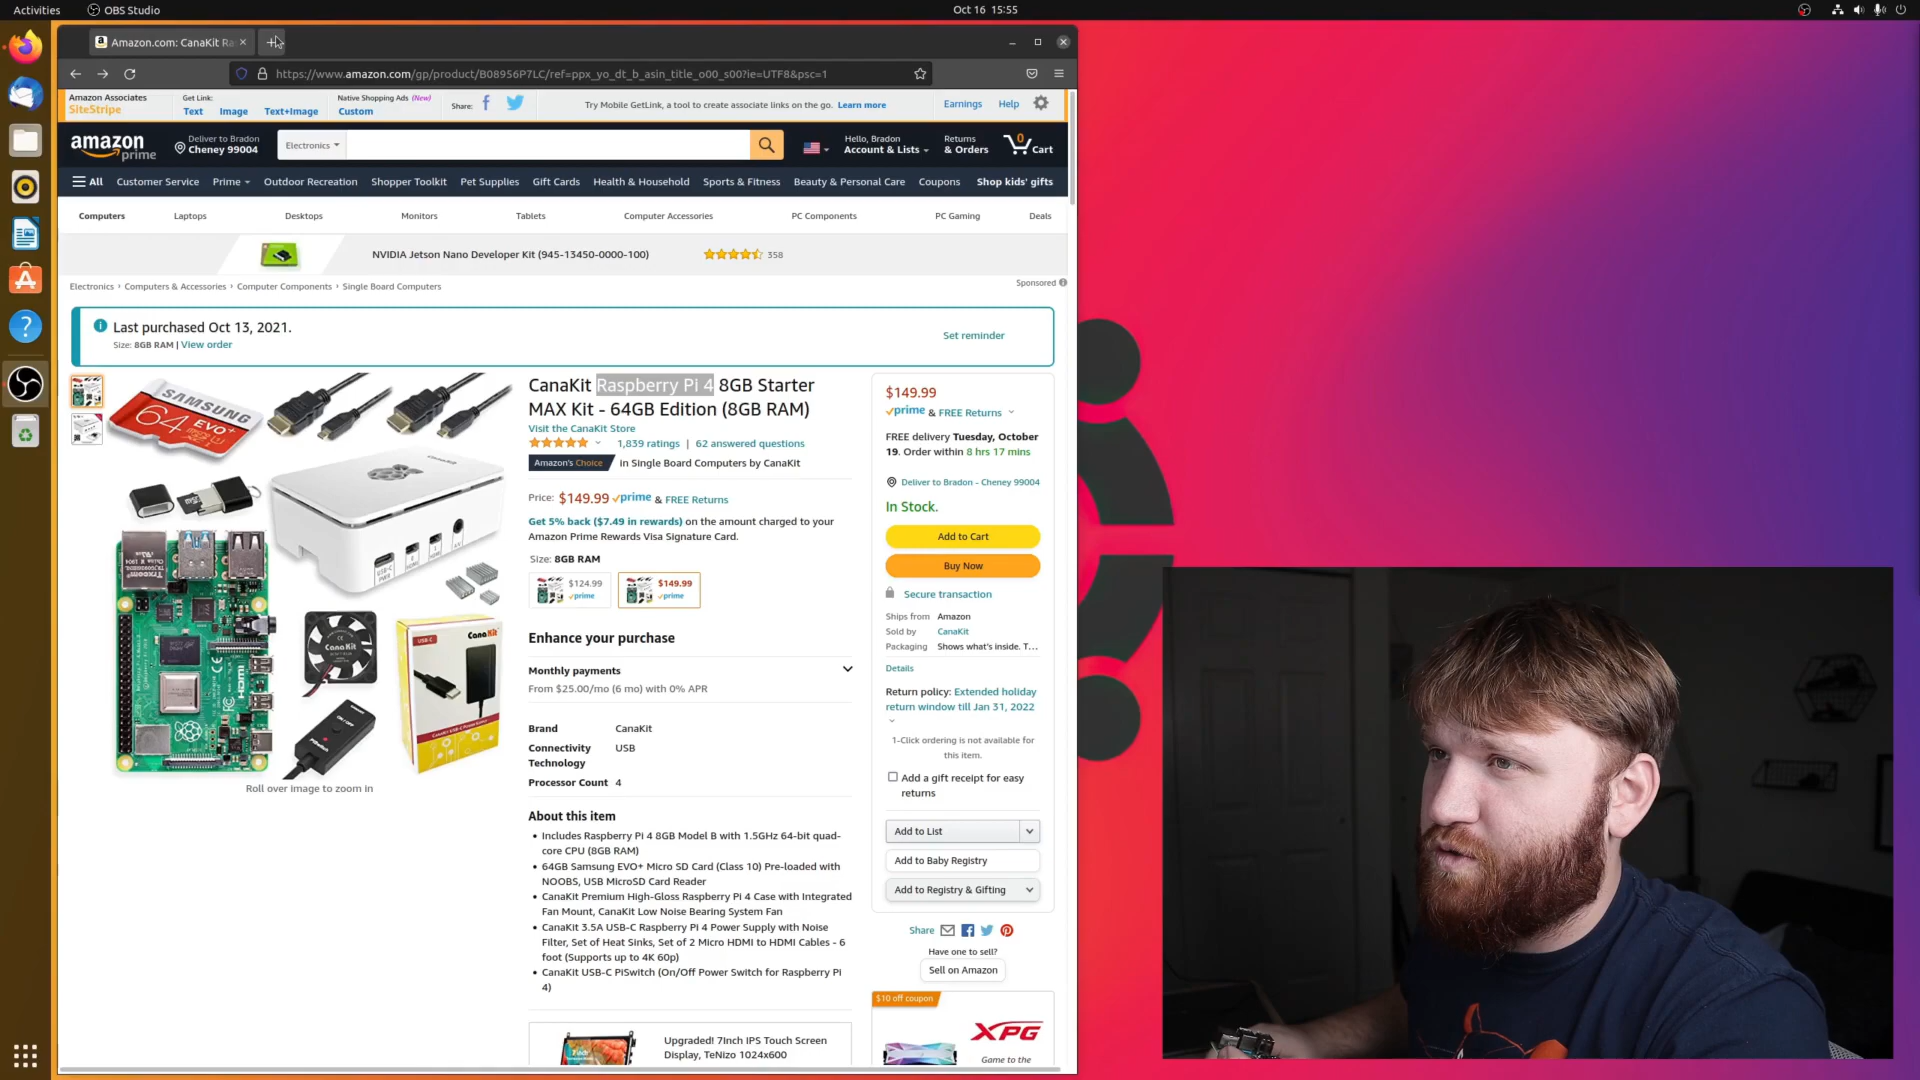 Activities
OBS Studio
Oct 16 15:55
Amazon.com: CanaKit Ra
https://www.amazon.com/gp/product/B08956P7LC/ref=ppx_yo_dt_b_asin_title_o00_s00?ie=UTF8&psc=1
Amazon Associates
SiteStripe
Get Link:
Text
Image
Text+Image
Native Shopping Ads (New)
Custom
Share:
Try Mobile GetLink, a tool to create associate links on the go. Learn more
Earnings
Help
amazon
prime
Deliver to Bradon
Cheney 99004
Electronics
Hello, Bradon
Account & Lists
Returns
& Orders
0
Cart
All
Customer Service
Prime
Outdoor Recreation
Shopper Toolkit
Pet Supplies
Gift Cards
Health & Household
Sports & Fitness
Beauty & Personal Care
Coupons
Shop kids' gifts
Computers
Laptops
Desktops
Monitors
Tablets
Computer Accessories
PC Components
PC Gaming
Deals
NVIDIA Jetson Nano Developer Kit (945-13450-0000-100)
358
Electronics › Computers & Accessories › Computer Components › Single Board Computers
Sponsored
Last purchased Oct 13, 2021.
Size: 8GB RAM | View order
Set reminder
SAMSUNG
64 EVO+
CanaKit
USB-C
PWR
HDMI
CanaKit
USB-C
CanaKit
ON / OFF
PiSwitch
Roll over image to zoom in
CanaKit Raspberry Pi 4 8GB Starter
MAX Kit - 64GB Edition (8GB RAM)
Visit the CanaKit Store
1,839 ratings | 62 answered questions
Amazon's Choice in Single Board Computers by CanaKit
Price: $149.99 prime & FREE Returns
Get 5% back ($7.49 in rewards) on the amount charged to your
Amazon Prime Rewards Visa Signature Card.
Size: 8GB RAM
$124.99
prime
$149.99
prime
Enhance your purchase
Monthly payments
From $25.00/mo (6 mo) with 0% APR
Brand CanaKit
Connectivity USB
Technology
Processor Count 4
About this item
• Includes Raspberry Pi 4 8GB Model B with 1.5GHz 64-bit quad-
core CPU (8GB RAM)
• 64GB Samsung EVO+ Micro SD Card (Class 10) Pre-loaded with
NOOBS, USB MicroSD Card Reader
• CanaKit Premium High-Gloss Raspberry Pi 4 Case with Integrated
Fan Mount, CanaKit Low Noise Bearing System Fan
• CanaKit 3.5A USB-C Raspberry Pi 4 Power Supply with Noise
Filter, Set of Heat Sinks, Set of 2 Micro HDMI to HDMI Cables - 6
foot (Supports up to 4K 60p)
• CanaKit USB-C PiSwitch (On/Off Power Switch for Raspberry Pi
4)
Upgraded! 7Inch IPS Touch Screen
Display, TeNizo 1024x600
$149.99
prime & FREE Returns
FREE delivery Tuesday, October
19. Order within 8 hrs 17 mins
Deliver to Bradon - Cheney 99004
In Stock.
Add to Cart
Buy Now
Secure transaction
Ships from Amazon
Sold by CanaKit
Packaging Shows what's inside. T...
Details
Return policy: Extended holiday
return window till Jan 31, 2022
1-Click ordering is not available for
this item.
Add a gift receipt for easy
returns
Add to List
Add to Baby Registry
Add to Registry & Gifting
Share
Have one to sell?
Sell on Amazon
$10 off coupon
XPG
Game to the